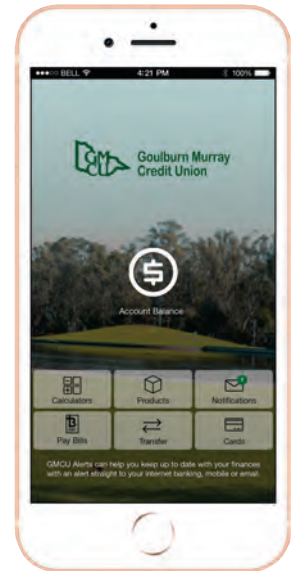 BELL 4:21 PM 100%
GMCU
Goulburn Murray
Credit Union
Account Balance
Calculators Products Notifications
Pay Bills Transfer Cards
GMCU Alerts can help you keep up to date with your finances
with an alert straight to your internet banking, mobile or email.